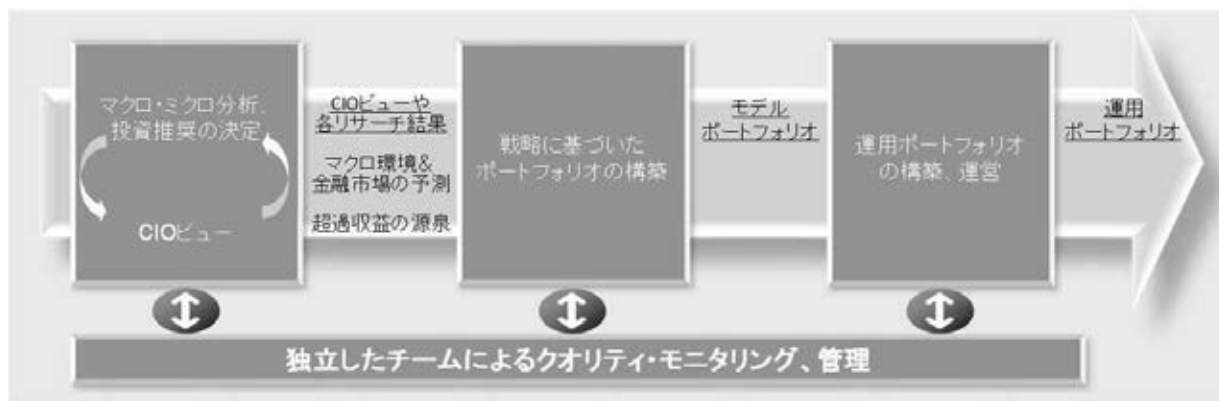 マクロ・ミクロ分析、
投資推奨の決定
CIOビュー
CIOビューや
各リサーチ結果
マクロ環境&
金融市場の予測
超過収益の源泉
戦略に基づいた
ポートフォリオの構築
モデル
ポートフォリオ
運用ポートフォリオ
の構築、運営
運用
ポートフォリオ
独立したチームによるクオリティ・モニタリング、管理